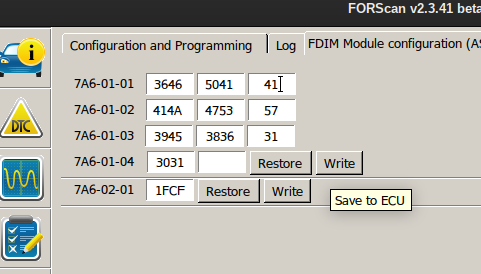 FORScan v2.3.41 beta
Configuration and Programming Log FDIM Module configuration (AS
7A6-01-01 3646 5041 41
7A6-01-02 414A 4753 57
7A6-01-03 3945 3836 31
7A6-01-04 3031 Restore Write
7A6-02-01 1FCF Restore Write
Save to ECU
i
DTC